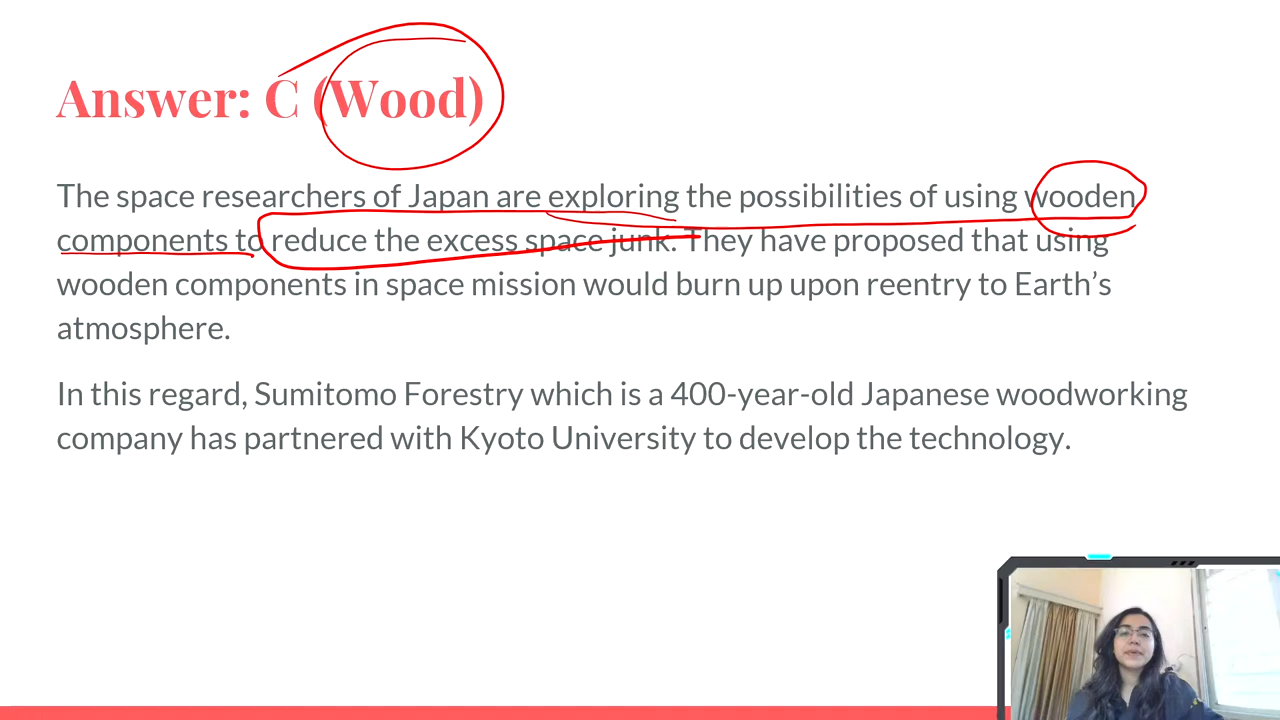 Answer: C (Wood)
The space researchers of Japan are exploring the possibilities of using wooden
components to reduce the excess space junk. They have proposed that using
wooden components in space mission would burn up upon reentry to Earth’s
atmosphere.
In this regard, Sumitomo Forestry which is a 400-year-old Japanese woodworking
company has partnered with Kyoto University to develop the technology.